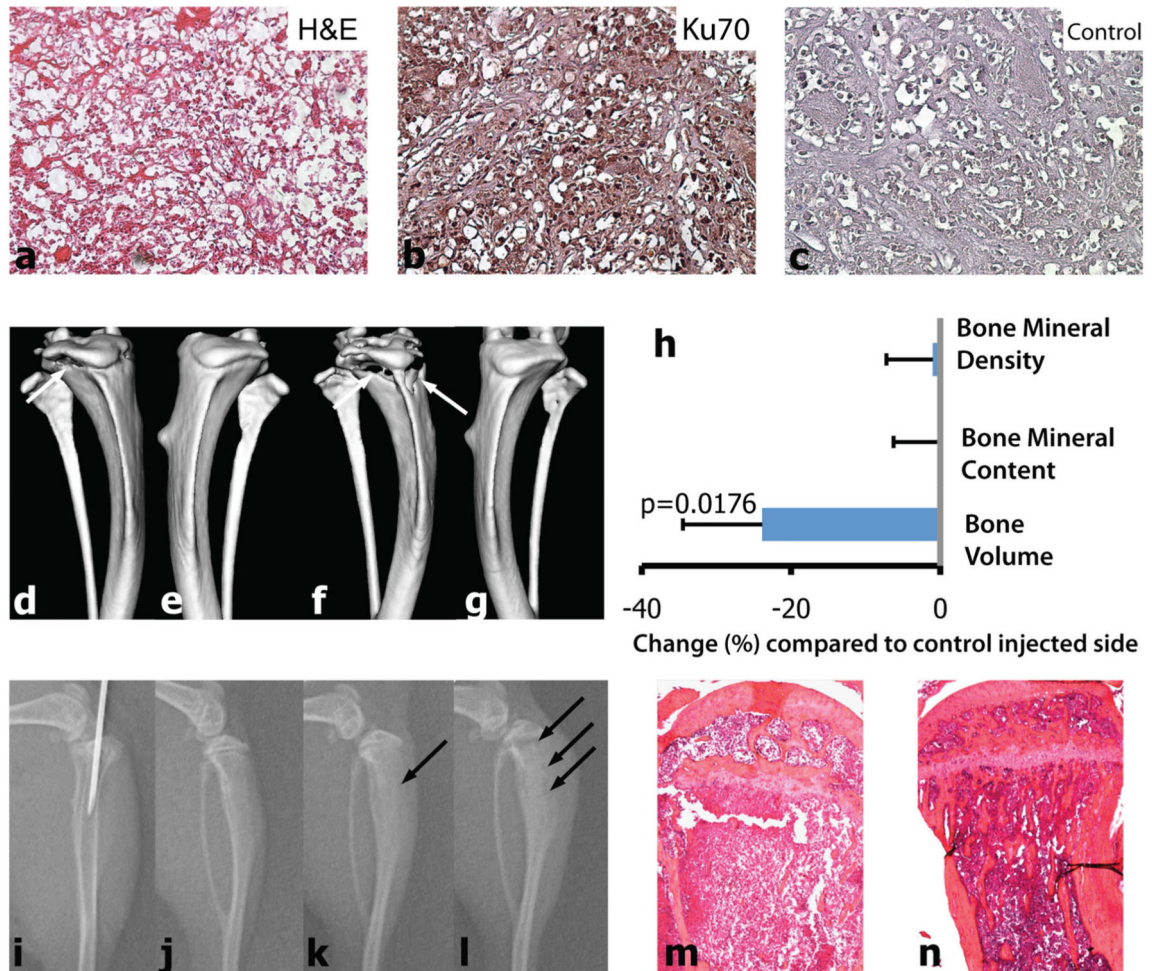 H&E
Ku70
Control
a
b
c
d
e
f
g
h
Bone Mineral
Density
Bone Mineral
Content
p=0.0176
Bone
Volume
-40
-20
0
Change (%) compared to control injected side
i
j
k
l
m
n